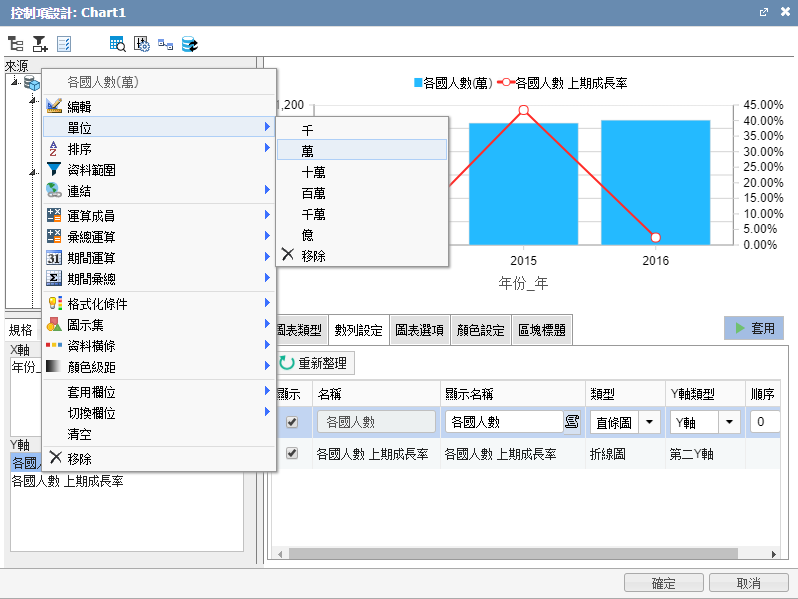 控制項設計: Chart1
來源
各國人數(萬)
編輯
單位
排序
資料範圍
連結
運算成員
彙總運算
期間運算
期間彙總
格式化條件
圖示集
資料橫條
顏色級距
套用欄位
切換欄位
清空
移除
千
萬
十萬
百萬
千萬
億
移除
規格
X軸
年份_
Y軸
各國
各國人數 上期成長率
各國人數(萬) 各國人數 上期成長率
1,200
45.00%
40.00%
35.00%
30.00%
25.00%
20.00%
15.00%
10.00%
5.00%
0.00%
2015 2016
年份_年
圖表類型 數列設定 圖表選項 顏色設定 區塊標題 套用
重新整理
顯示 名稱 顯示名稱 類型 Y軸類型 順序
各國人數 各國人數 直條圖 Y軸 0
各國人數 上期成長率 各國人數 上期成長率 折線圖 第二Y軸
確定 取消